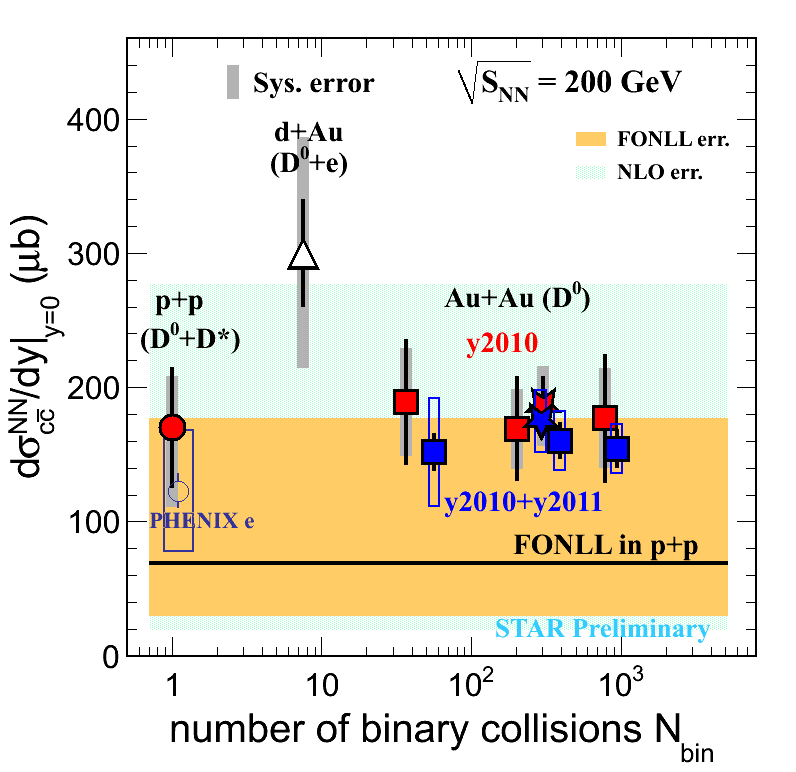 Sys. error
√S_NN = 200 GeV
d+Au
(D⁰+e)
FONLL err.
NLO err.
p+p
(D⁰+D*)
Au+Au (D⁰)
y2010
y2010+y2011
PHENIX e
FONLL in p+p
STAR Preliminary
400
300
200
100
0
dσ^NN_cc̄/dy|_y=0 (μb)
1 10 10² 10³
number of binary collisions N_bin